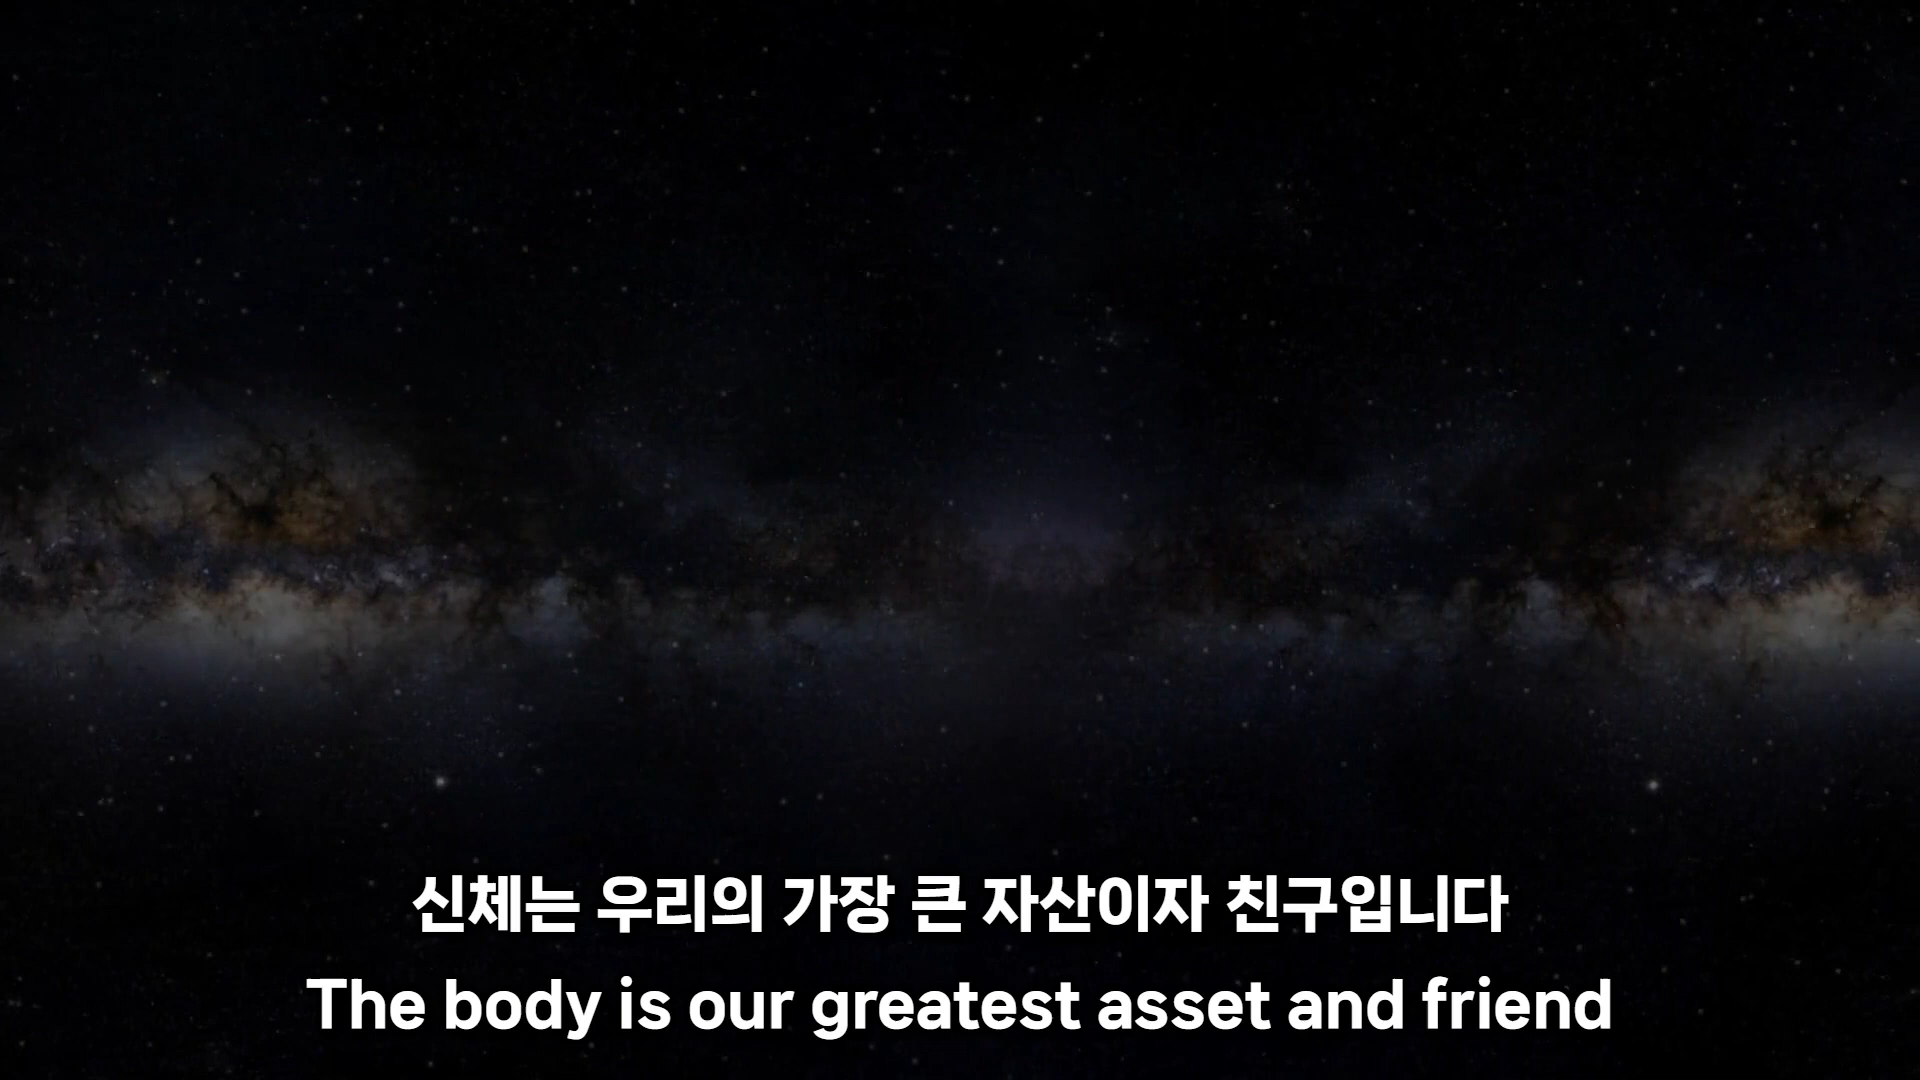 신체는 우리의 가장 큰 자산이자 친구입니다
The body is our greatest asset and friend